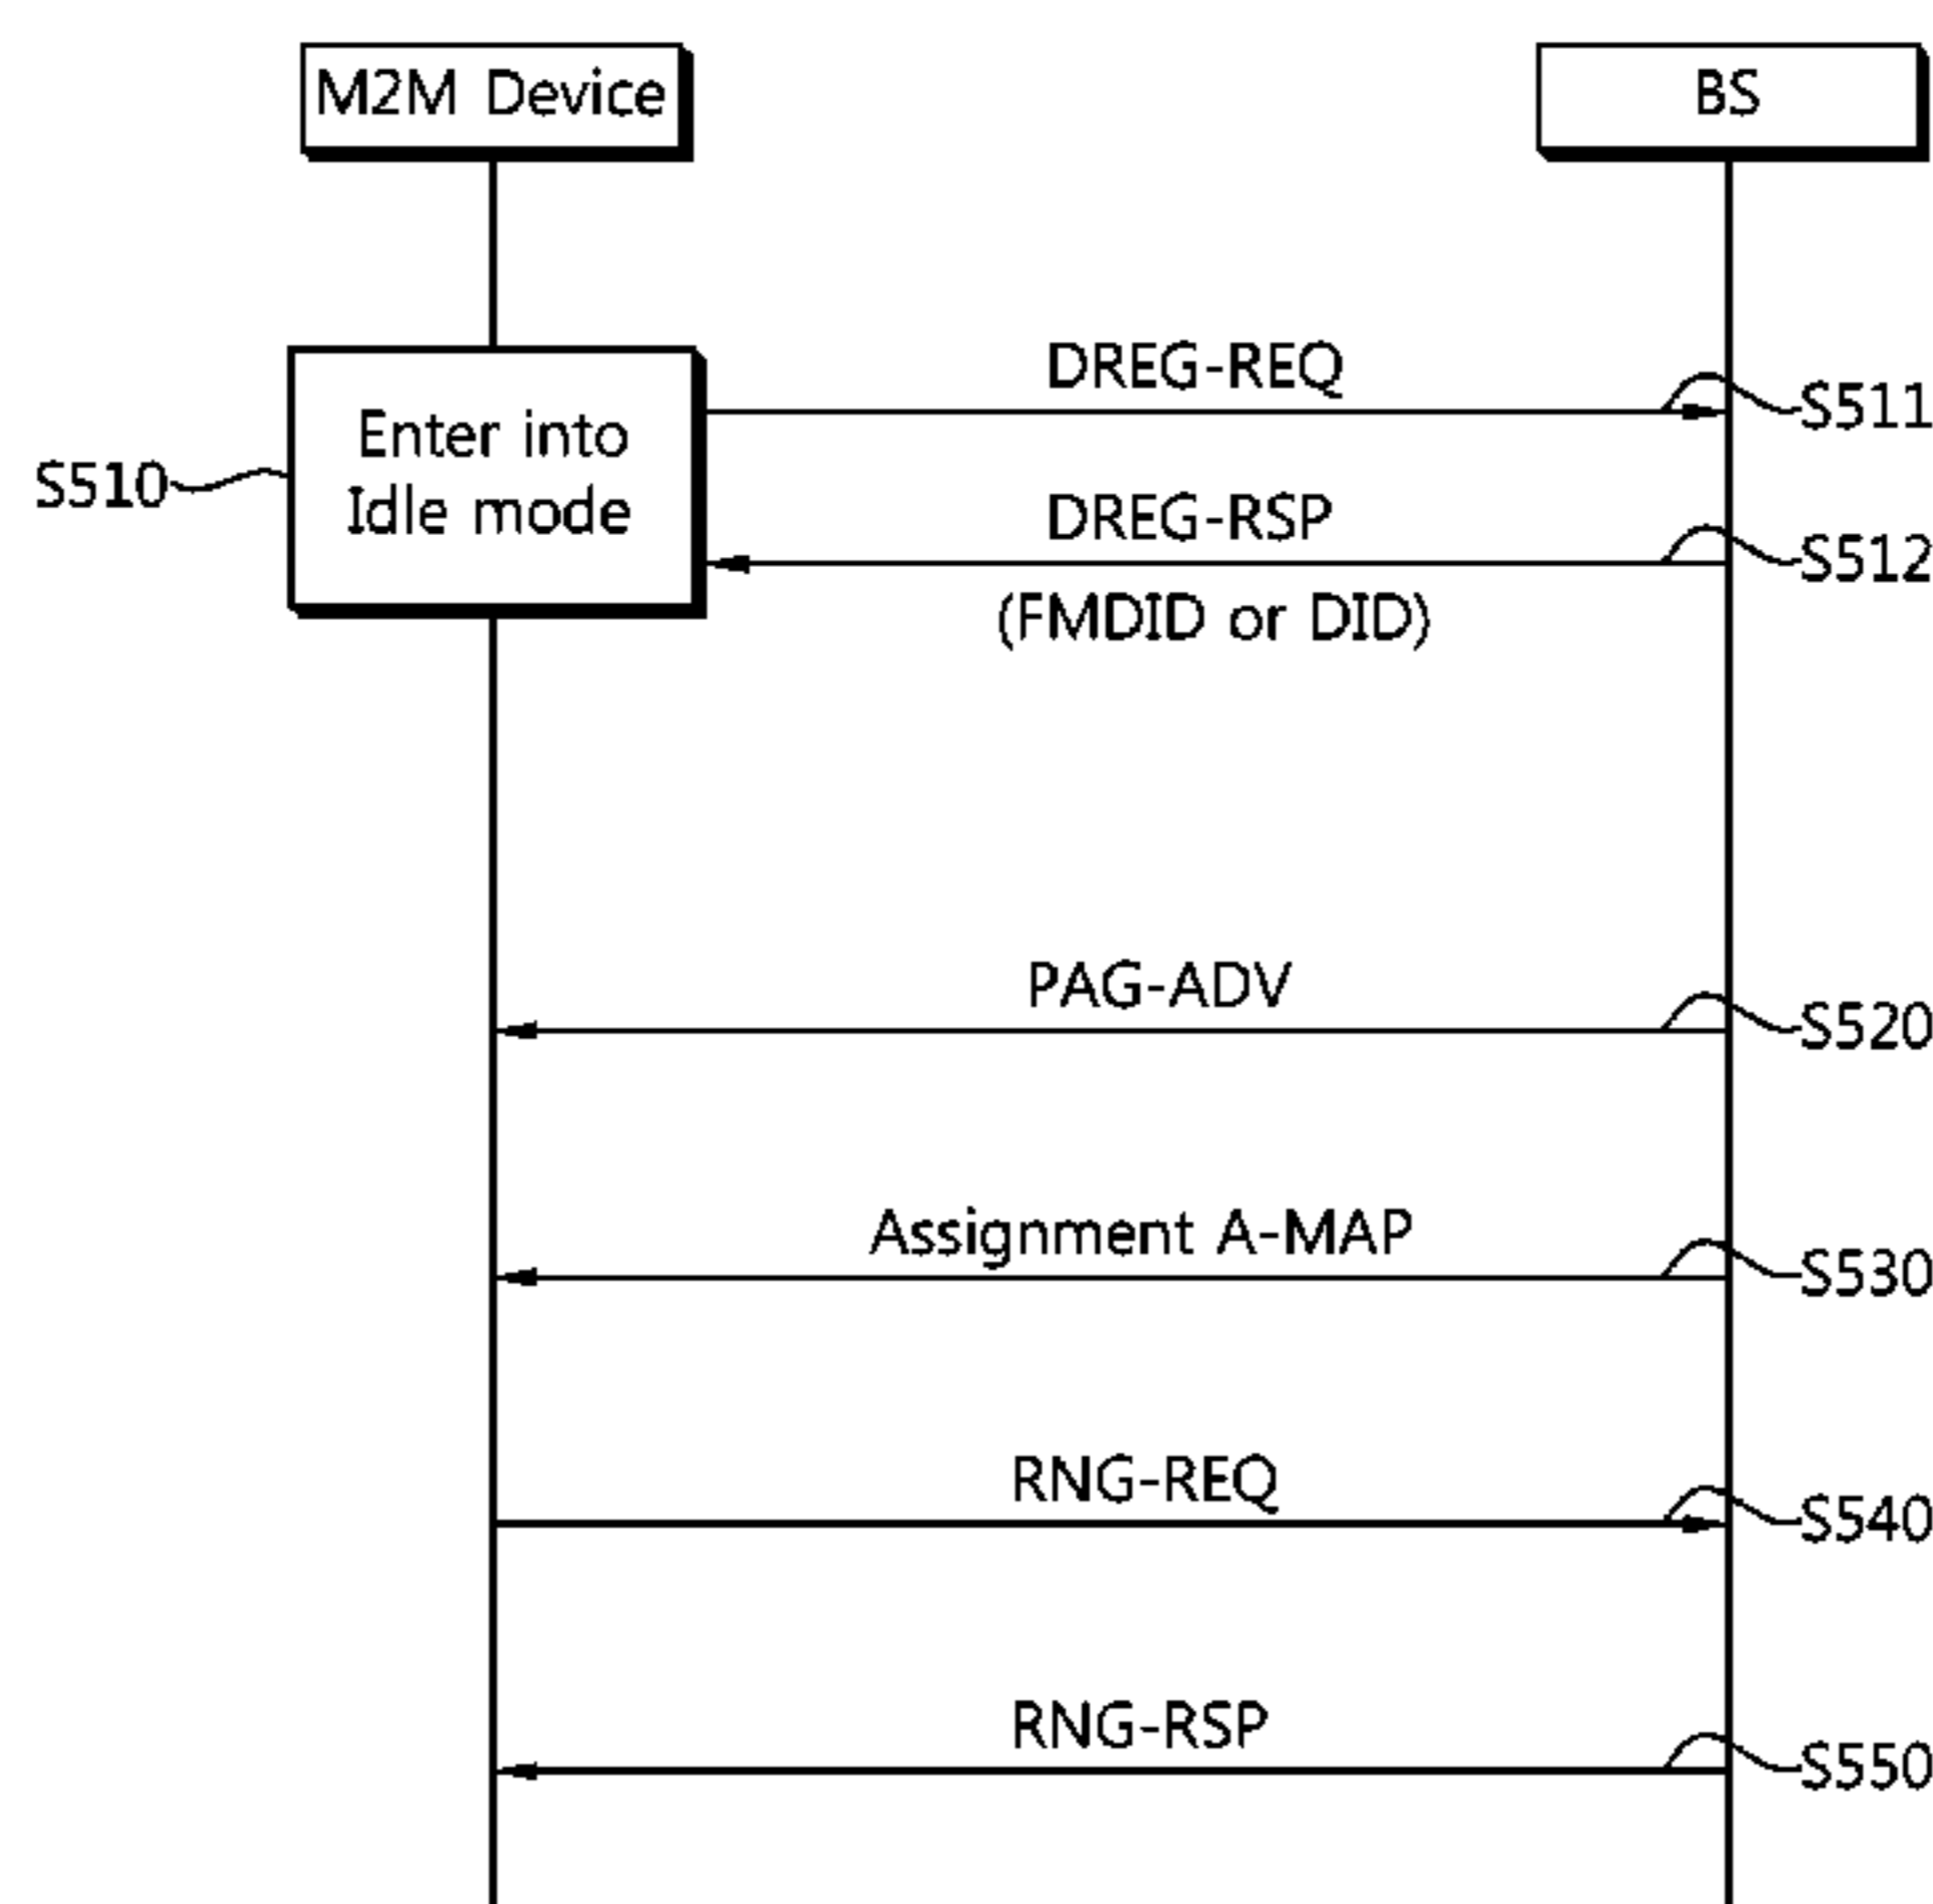 M2M Device
BS
DREG-REQ
S511
Enter into
Idle mode
S510
DREG-RSP
S512
(FMDID or DID)
PAG-ADV
S520
Assignment A-MAP
S530
RNG-REQ
S540
RNG-RSP
S550